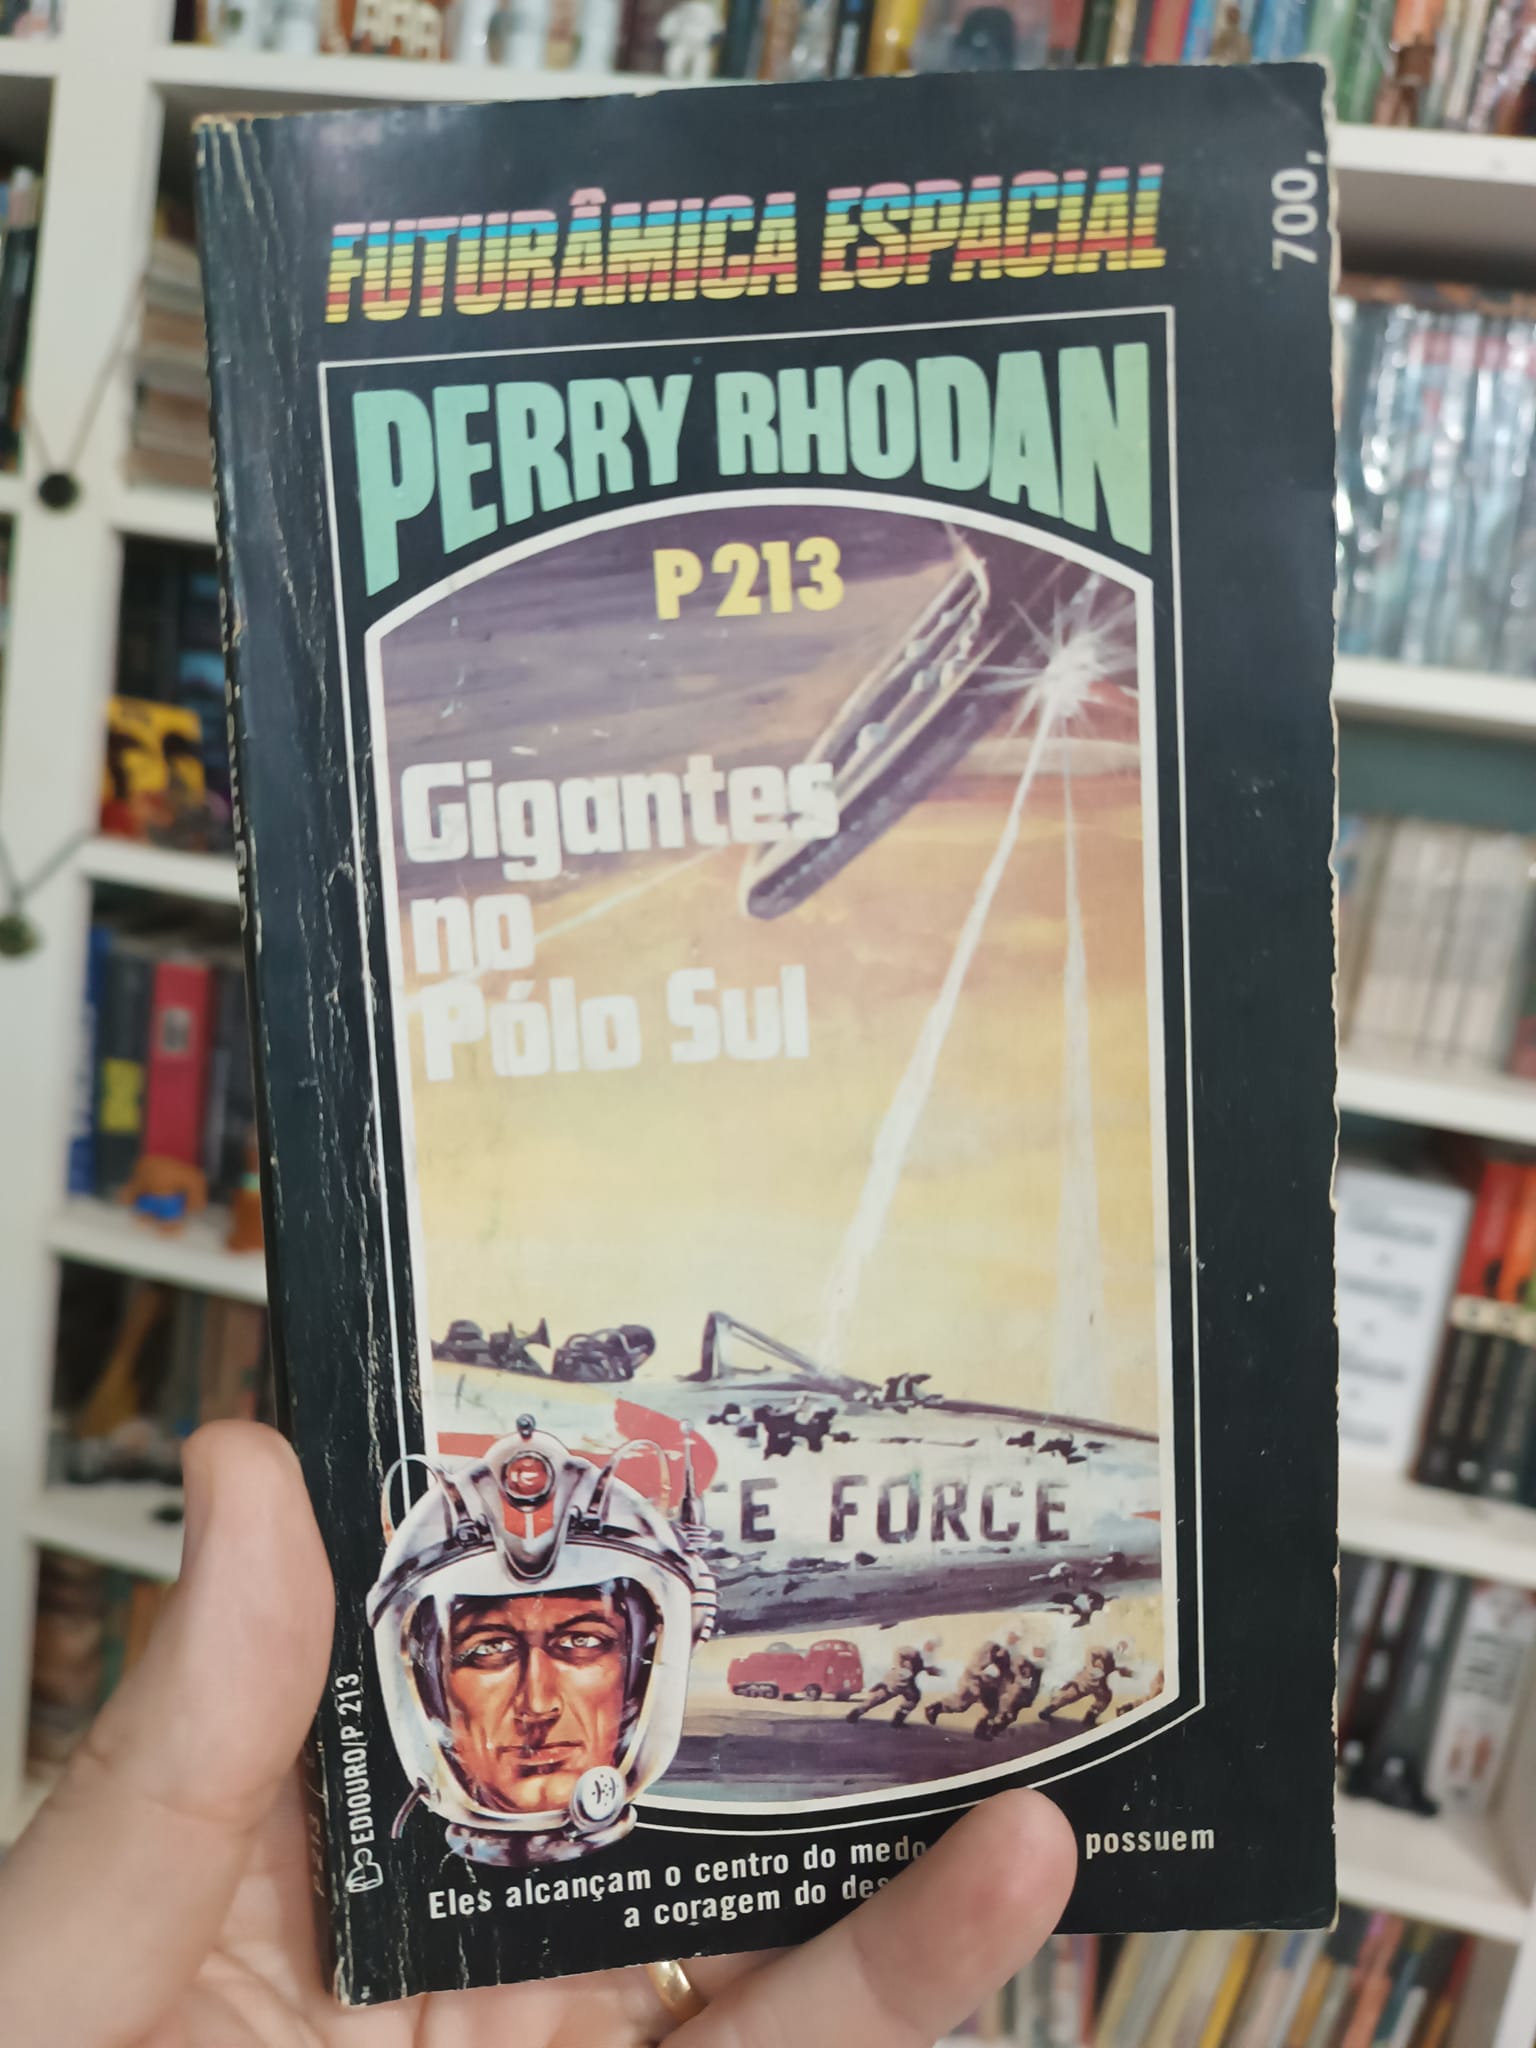 FUTURÂMICA ESPACIAL
700,
PERRY RHODAN
P 213
Gigantes
no
Pólo Sul
CE FORCE
EDIOURO/P 213
Eles alcançam o centro do medo possuem
a coragem do des